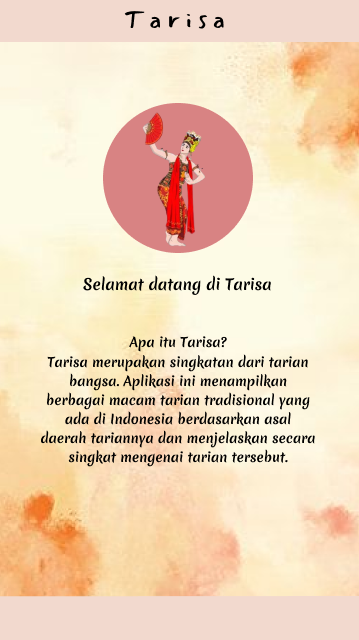 Tarisa
Selamat datang di Tarisa
Apa itu Tarisa?
Tarisa merupakan singkatan dari tarian
bangsa. Aplikasi ini menampilkan
berbagai macam tarian tradisional yang
ada di Indonesia berdasarkan asal
daerah tariannya dan menjelaskan secara
singkat mengenai tarian tersebut.